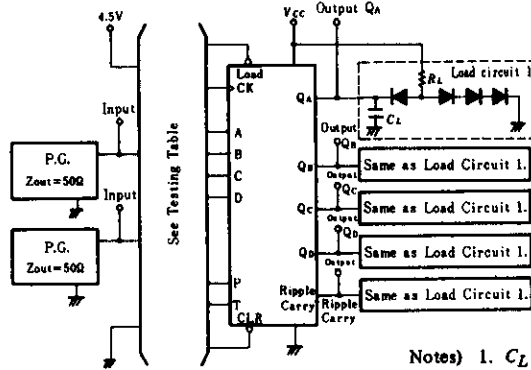 4.5V
Input
P.G.
Zout=50Ω
Input
P.G.
Zout=50Ω
See Testing Table
VCC
Output QA
Load
CK
A
B
C
D
P
T
CLR
QA
QB
QC
QD
Ripple
Carry
RL
CL
Load circuit 1
Output
QB
Output
QC
Output
QD
Output
Ripple
Carry
Same as Load Circuit 1.
Same as Load Circuit 1.
Same as Load Circuit 1.
Same as Load Circuit 1.
Notes) 1. CL